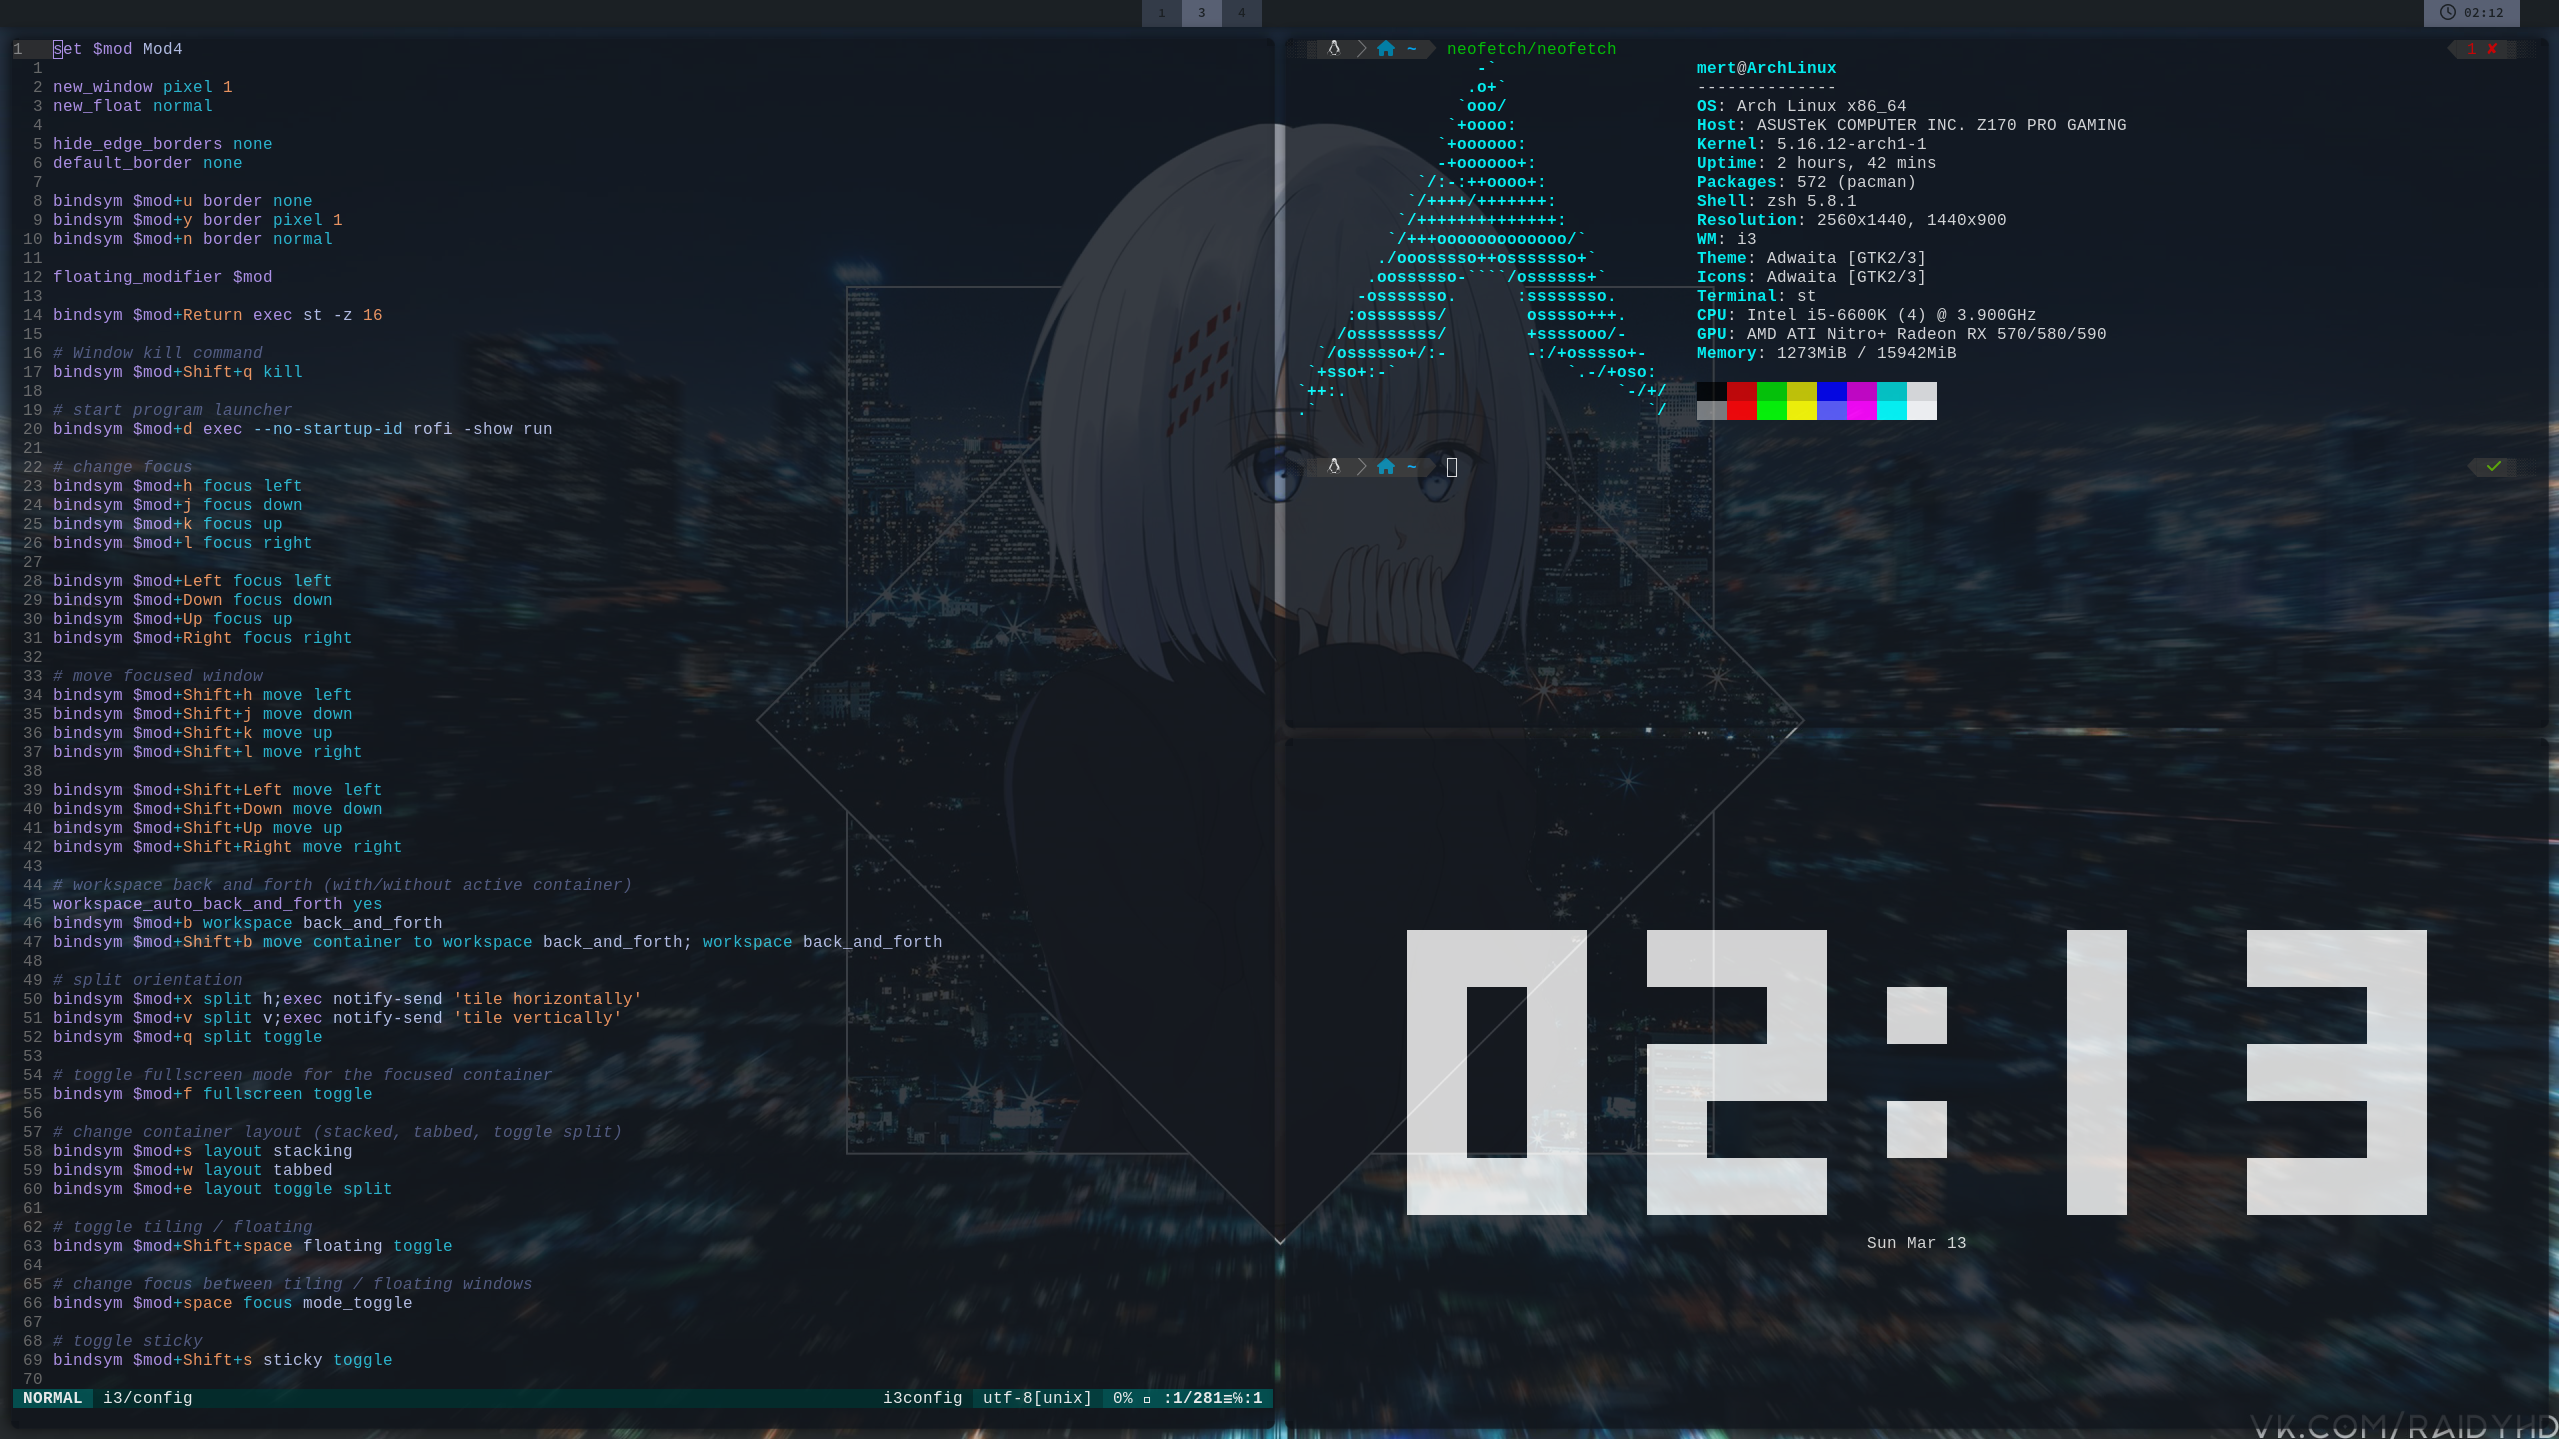 1 3 4
02:12
1   set $mod Mod4
1
2 new_window pixel 1
3 new_float normal
4
5 hide_edge_borders none
6 default_border none
7
8 bindsym $mod+u border none
9 bindsym $mod+y border pixel 1
10 bindsym $mod+n border normal
11
12 floating_modifier $mod
13
14 bindsym $mod+Return exec st -z 16
15
16 # Window kill command
17 bindsym $mod+Shift+q kill
18
19 # start program launcher
20 bindsym $mod+d exec --no-startup-id rofi -show run
21
22 # change focus
23 bindsym $mod+h focus left
24 bindsym $mod+j focus down
25 bindsym $mod+k focus up
26 bindsym $mod+l focus right
27
28 bindsym $mod+Left focus left
29 bindsym $mod+Down focus down
30 bindsym $mod+Up focus up
31 bindsym $mod+Right focus right
32
33 # move focused window
34 bindsym $mod+Shift+h move left
35 bindsym $mod+Shift+j move down
36 bindsym $mod+Shift+k move up
37 bindsym $mod+Shift+l move right
38
39 bindsym $mod+Shift+Left move left
40 bindsym $mod+Shift+Down move down
41 bindsym $mod+Shift+Up move up
42 bindsym $mod+Shift+Right move right
43
44 # workspace back and forth (with/without active container)
45 workspace_auto_back_and_forth yes
46 bindsym $mod+b workspace back_and_forth
47 bindsym $mod+Shift+b move container to workspace back_and_forth; workspace back_and_forth
48
49 # split orientation
50 bindsym $mod+x split h;exec notify-send 'tile horizontally'
51 bindsym $mod+v split v;exec notify-send 'tile vertically'
52 bindsym $mod+q split toggle
53
54 # toggle fullscreen mode for the focused container
55 bindsym $mod+f fullscreen toggle
56
57 # change container layout (stacked, tabbed, toggle split)
58 bindsym $mod+s layout stacking
59 bindsym $mod+w layout tabbed
60 bindsym $mod+e layout toggle split
61
62 # toggle tiling / floating
63 bindsym $mod+Shift+space floating toggle
64
65 # change focus between tiling / floating windows
66 bindsym $mod+space focus mode_toggle
67
68 # toggle sticky
69 bindsym $mod+Shift+s sticky toggle
70
NORMAL i3/config i3config utf-8[unix] 0% :1/281≡℅:1
~ neofetch/neofetch 1 ✘
-`
.o+`
`ooo/
`+oooo:
`+oooooo:
-+oooooo+:
`/:-:++oooo+:
`/++++/+++++++:
`/++++++++++++++:
`/+++ooooooooooooo/`
./ooosssso++osssssso+`
.oossssso-````/ossssss+`
-osssssso.      :ssssssso.
:osssssss/        osssso+++.
/ossssssss/        +ssssooo/-
`/ossssso+/:-        -:/+osssso+-
`+sso+:-`                 `.-/+oso:
`++:.                           `-/+/
.`                                 `/
mert@ArchLinux
--------------
OS: Arch Linux x86_64
Host: ASUSTeK COMPUTER INC. Z170 PRO GAMING
Kernel: 5.16.12-arch1-1
Uptime: 2 hours, 42 mins
Packages: 572 (pacman)
Shell: zsh 5.8.1
Resolution: 2560x1440, 1440x900
WM: i3
Theme: Adwaita [GTK2/3]
Icons: Adwaita [GTK2/3]
Terminal: st
CPU: Intel i5-6600K (4) @ 3.900GHz
GPU: AMD ATI Nitro+ Radeon RX 570/580/590
Memory: 1273MiB / 15942MiB
~ ✓
02:13
Sun Mar 13
VK.COM/RAIDYHD